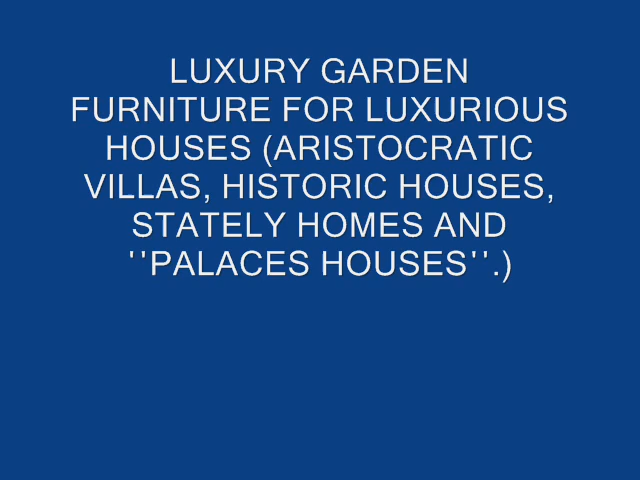 LUXURY GARDEN
FURNITURE FOR LUXURIOUS
HOUSES (ARISTOCRATIC
VILLAS, HISTORIC HOUSES,
STATELY HOMES AND
''PALACES HOUSES''.)